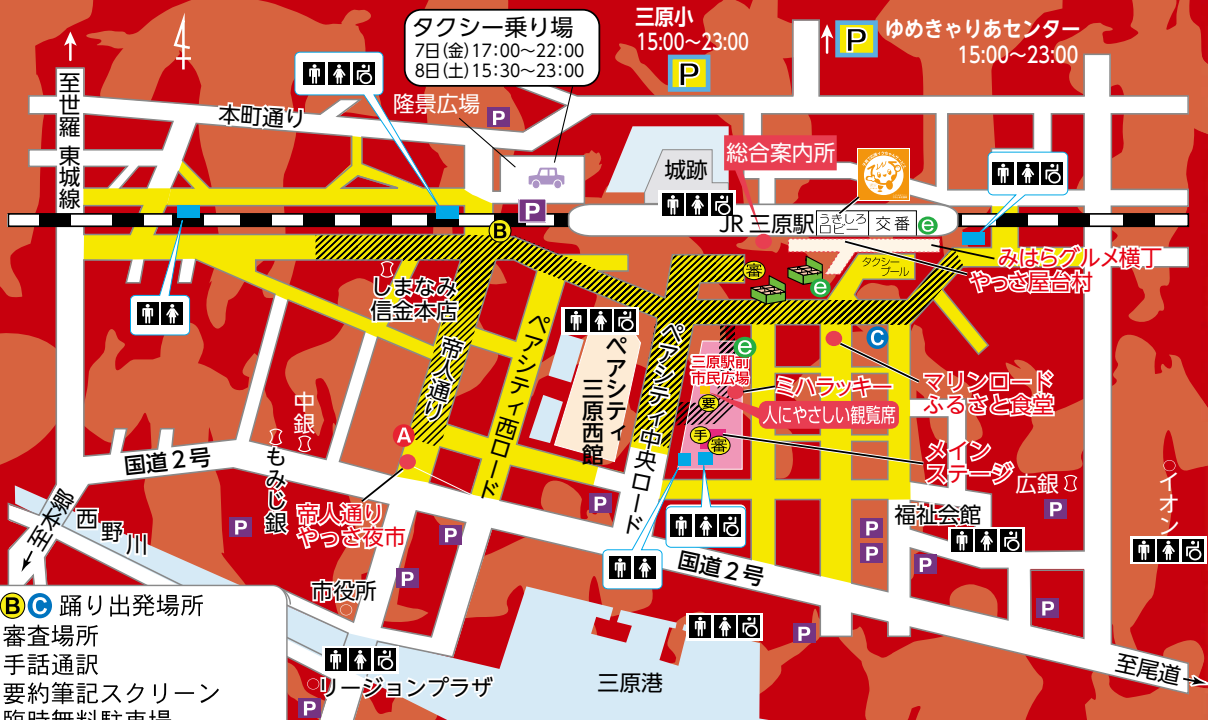 タクシー乗り場
7日(金)17:00〜22:00
8日(土)15:30〜23:00
三原小
15:00〜23:00
P
P
ゆめきゃりあセンター
15:00〜23:00
至世羅
東城線
本町通り
隆景広場
P
P
城跡
総合案内所
JR 三原駅
うきしろ
ロビー
交番
e
B
みはらグルメ横丁
やっさ屋台村
タクシー
プール
審
e
しまなみ
信金本店
帝人通り
ペアシティ西ロード
ペアシティ
三原西館
ペアシティ中央ロード
e
三原駅前
市民広場
要
手
審
ミハラッキー
人にやさしい観覧席
C
マリンロード
ふるさと食堂
メイン
ステージ
中銀
もみじ銀
A
国道2号
帝人通り
やっさ夜市
至本郷
西野川
P
P
P
P
市役所
国道2号
福祉会館
広銀
イオン
P
P
P
P
P
P
リージョンプラザ
P
三原港
至尾道
B C 踊り出発場所
審査場所
手話通訳
要約筆記スクリーン
臨時無料駐車場